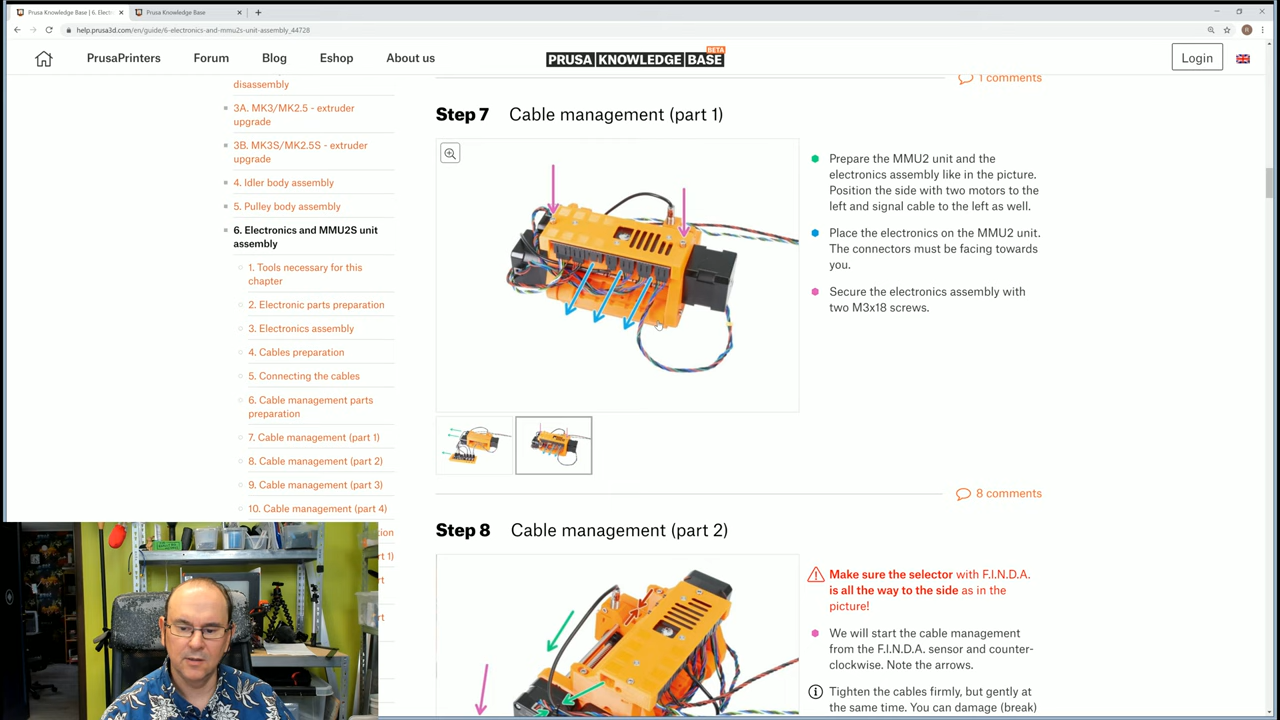 Prusa Knowledge Base | 6. Elect
Prusa Knowledge Base
help.prusa3d.com/en/guide/6-electronics-and-mmu2s-unit-assembly_44728
PrusaPrinters
Forum
Blog
Eshop
About us
PRUSA KNOWLEDGE BASE
BETA
Login
disassembly
3A. MK3/MK2.5 - extruder
upgrade
3B. MK3S/MK2.5S - extruder
upgrade
4. Idler body assembly
5. Pulley body assembly
6. Electronics and MMU2S unit
assembly
1. Tools necessary for this
chapter
2. Electronic parts preparation
3. Electronics assembly
4. Cables preparation
5. Connecting the cables
6. Cable management parts
preparation
7. Cable management (part 1)
8. Cable management (part 2)
9. Cable management (part 3)
10. Cable management (part 4)
tion
t 1)
t
rt
1 comments
Step 7 Cable management (part 1)
Prepare the MMU2 unit and the
electronics assembly like in the picture.
Position the side with two motors to the
left and signal cable to the left as well.
Place the electronics on the MMU2 unit.
The connectors must be facing towards
you.
Secure the electronics assembly with
two M3x18 screws.
8 comments
Step 8 Cable management (part 2)
Make sure the selector with F.I.N.D.A.
is all the way to the side as in the
picture!
We will start the cable management
from the F.I.N.D.A. sensor and counter-
clockwise. Note the arrows.
Tighten the cables firmly, but gently at
the same time. You can damage (break)